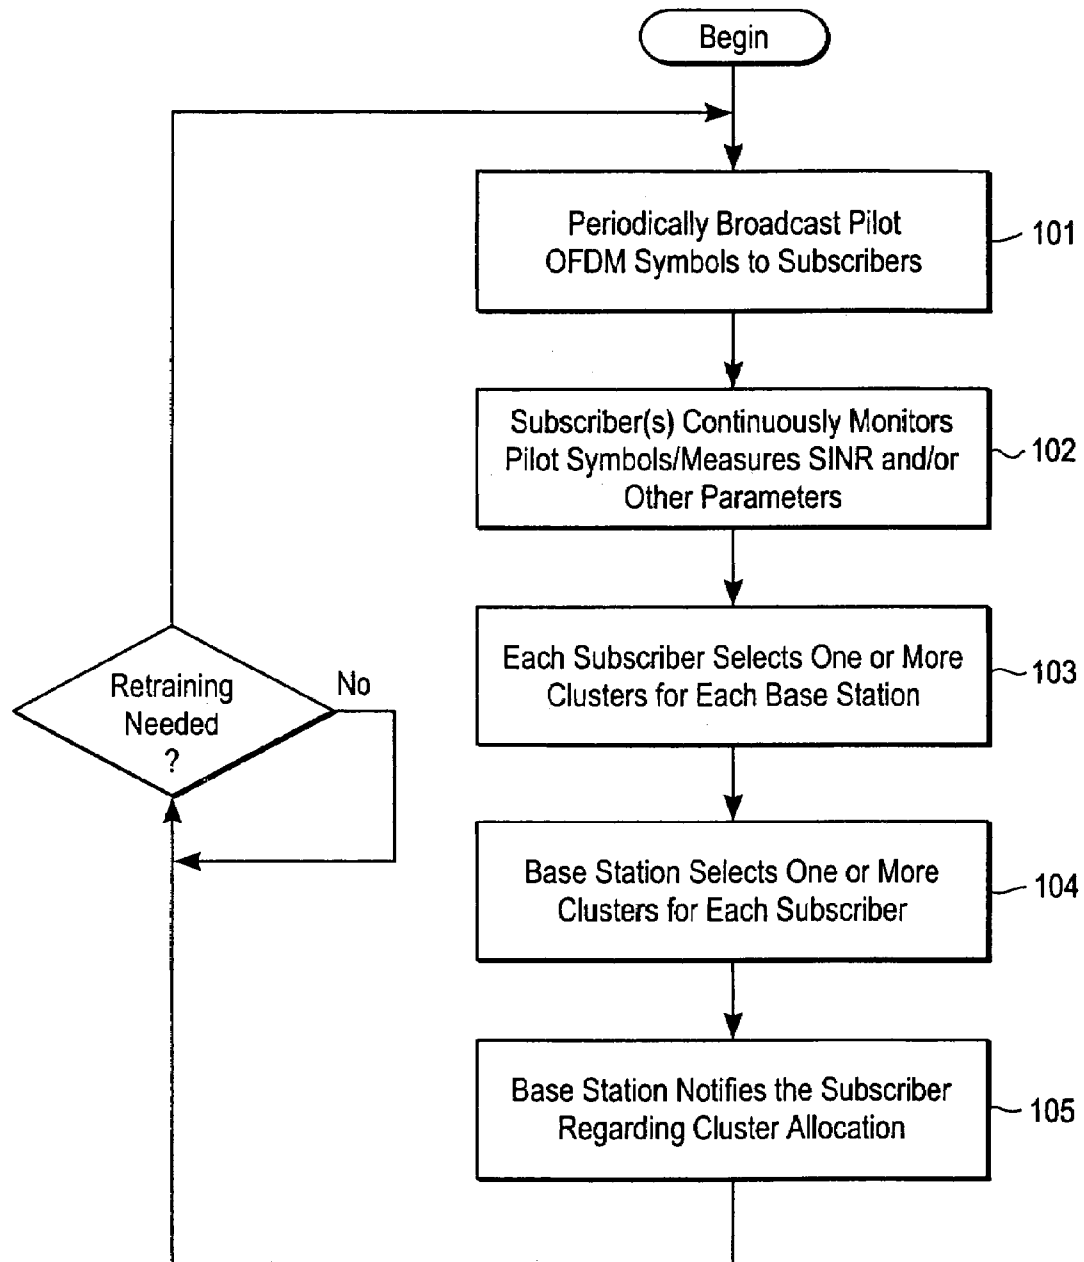 Begin
Periodically Broadcast Pilot
OFDM Symbols to Subscribers
101
Subscriber(s) Continuously Monitors
Pilot Symbols/Measures SINR and/or
Other Parameters
102
Each Subscriber Selects One or More
Clusters for Each Base Station
103
Retraining
Needed
?
No
Base Station Selects One or More
Clusters for Each Subscriber
104
Base Station Notifies the Subscriber
Regarding Cluster Allocation
105